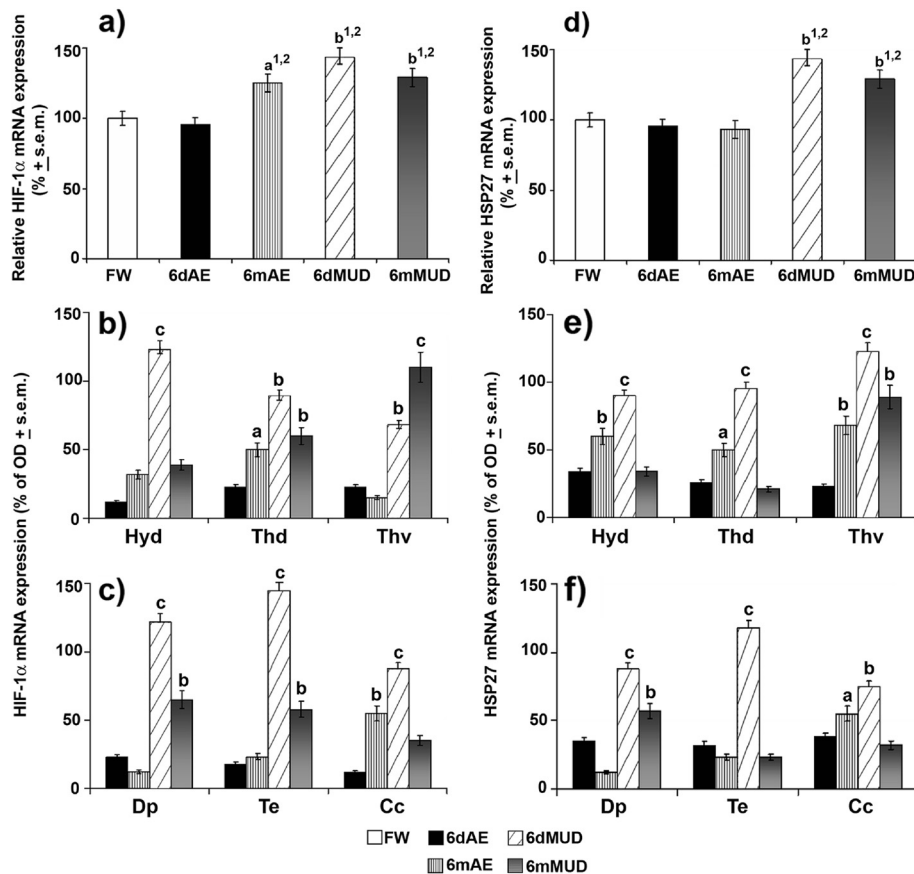 a)
Relative HIF-1α mRNA expression
(% ± s.e.m.)
150
100
50
0
a1,2
b1,2
b1,2
FW 6dAE 6mAE 6dMUD 6mMUD
d)
Relative HSP27 mRNA expression
(% ± s.e.m.)
150
100
50
0
b1,2
b1,2
FW 6dAE 6mAE 6dMUD 6mMUD
HIF-1α mRNA expression (% of OD ± s.e.m.)
b)
150
100
50
0
c
a
b
b
b
c
Hyd Thd Thv
c)
150
100
50
0
c
b
c
b
b
c
Dp Te Cc
HSP27 mRNA expression (% of OD ± s.e.m.)
e)
150
100
50
0
b
c
a
c
b
c
b
Hyd Thd Thv
f)
150
100
50
0
c
b
c
a
b
Dp Te Cc
FW 6dAE 6dMUD
6mAE 6mMUD